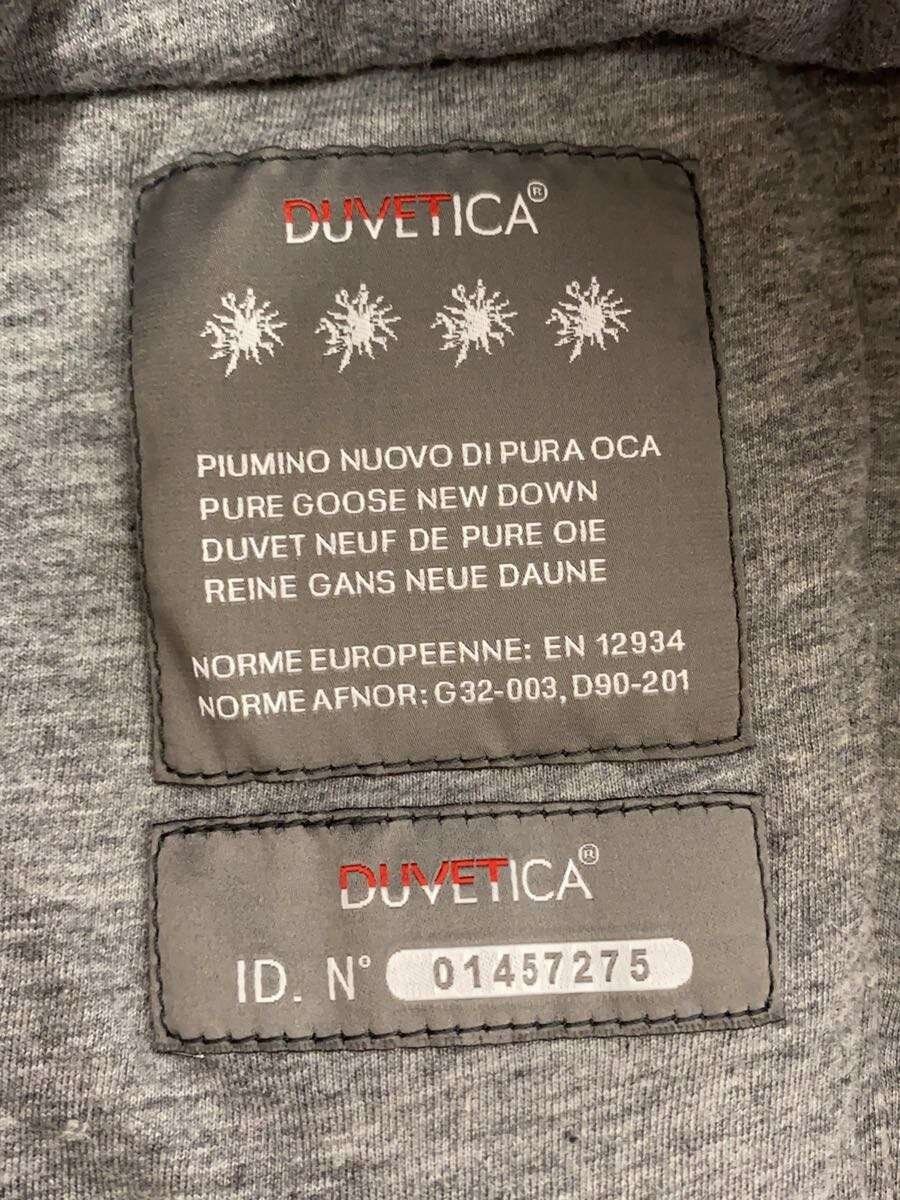 DUVETICA®
PIUMINO NUOVO DI PURA OCA
PURE GOOSE NEW DOWN
DUVET NEUF DE PURE OIE
REINE GANS NEUE DAUNE
NORME EUROPEENNE: EN 12934
NORME AFNOR: G32-003, D90-201
DUVETICA®
ID. N° 01457275